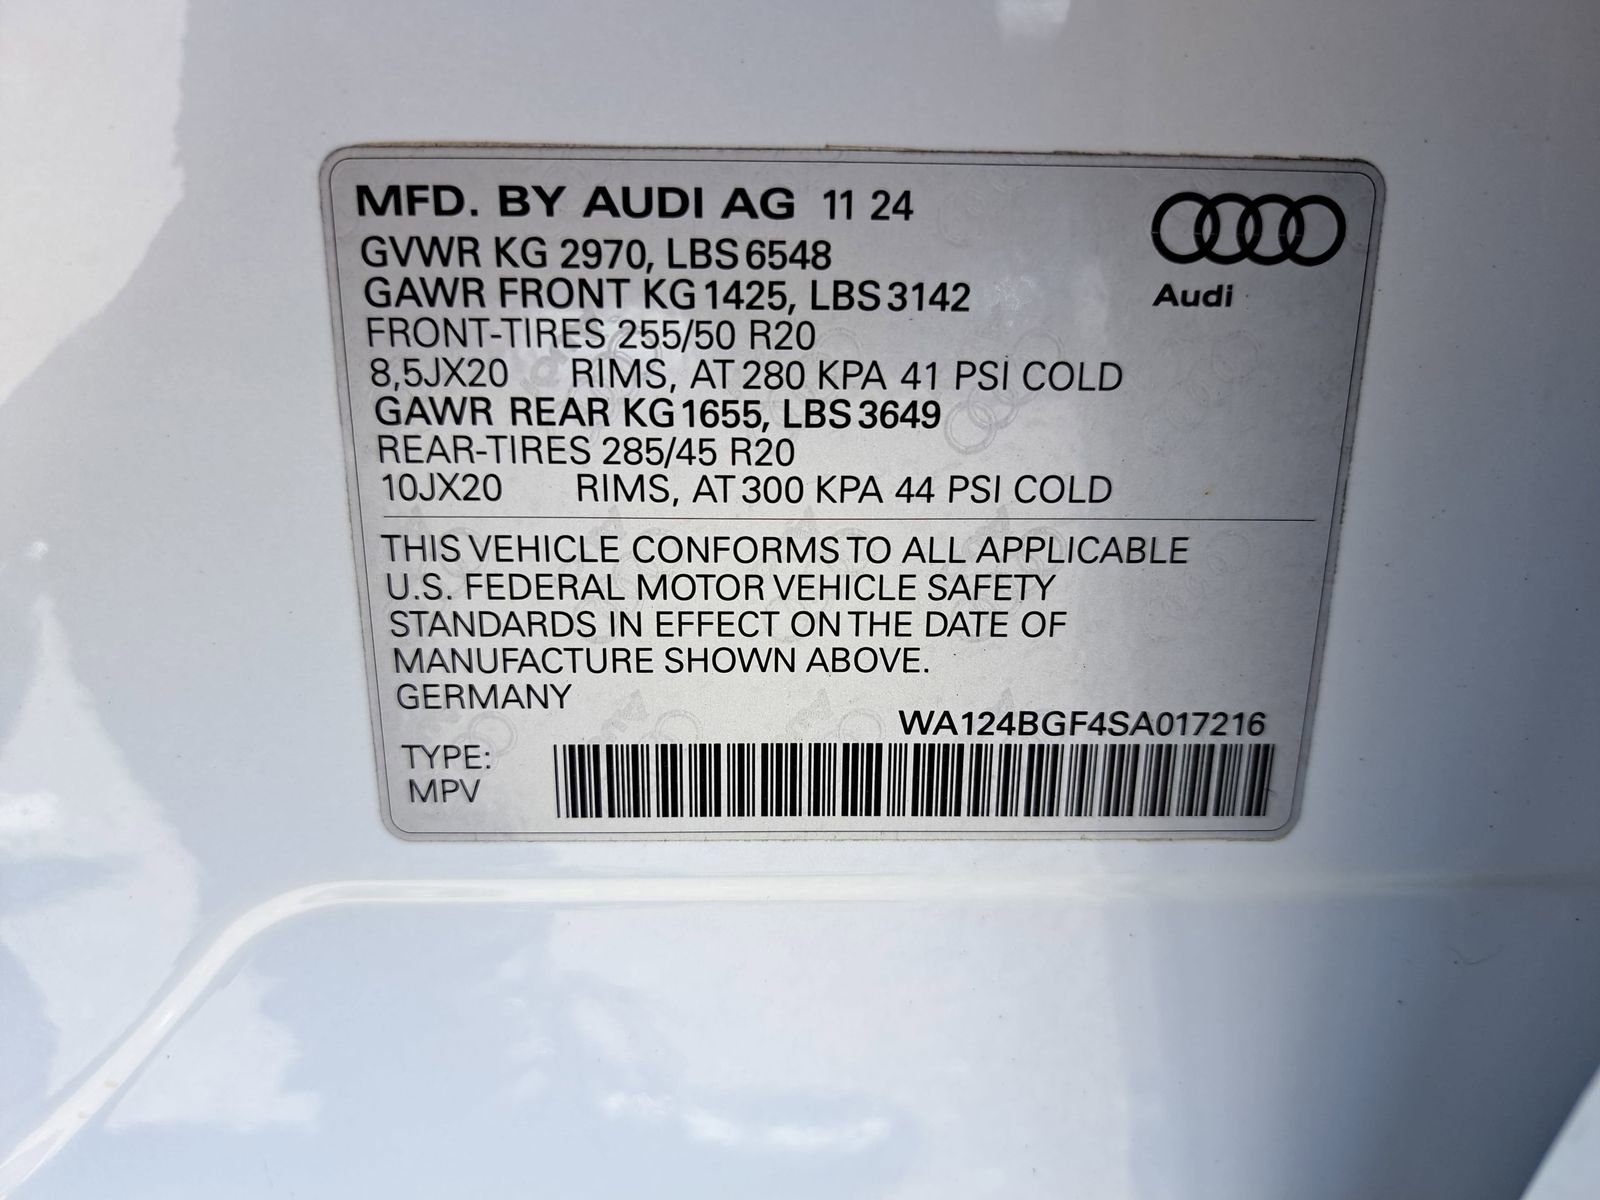 MFD. BY AUDI AG 11 24
GVWR KG 2970, LBS 6548
GAWR FRONT KG 1425, LBS 3142
Audi
FRONT-TIRES 255/50 R20
8,5JX20 RIMS, AT 280 KPA 41 PSI COLD
GAWR REAR KG 1655, LBS 3649
REAR-TIRES 285/45 R20
10JX20 RIMS, AT 300 KPA 44 PSI COLD
THIS VEHICLE CONFORMS TO ALL APPLICABLE
U.S. FEDERAL MOTOR VEHICLE SAFETY
STANDARDS IN EFFECT ON THE DATE OF
MANUFACTURE SHOWN ABOVE.
GERMANY
WA124BGF4SA017216
TYPE:
MPV